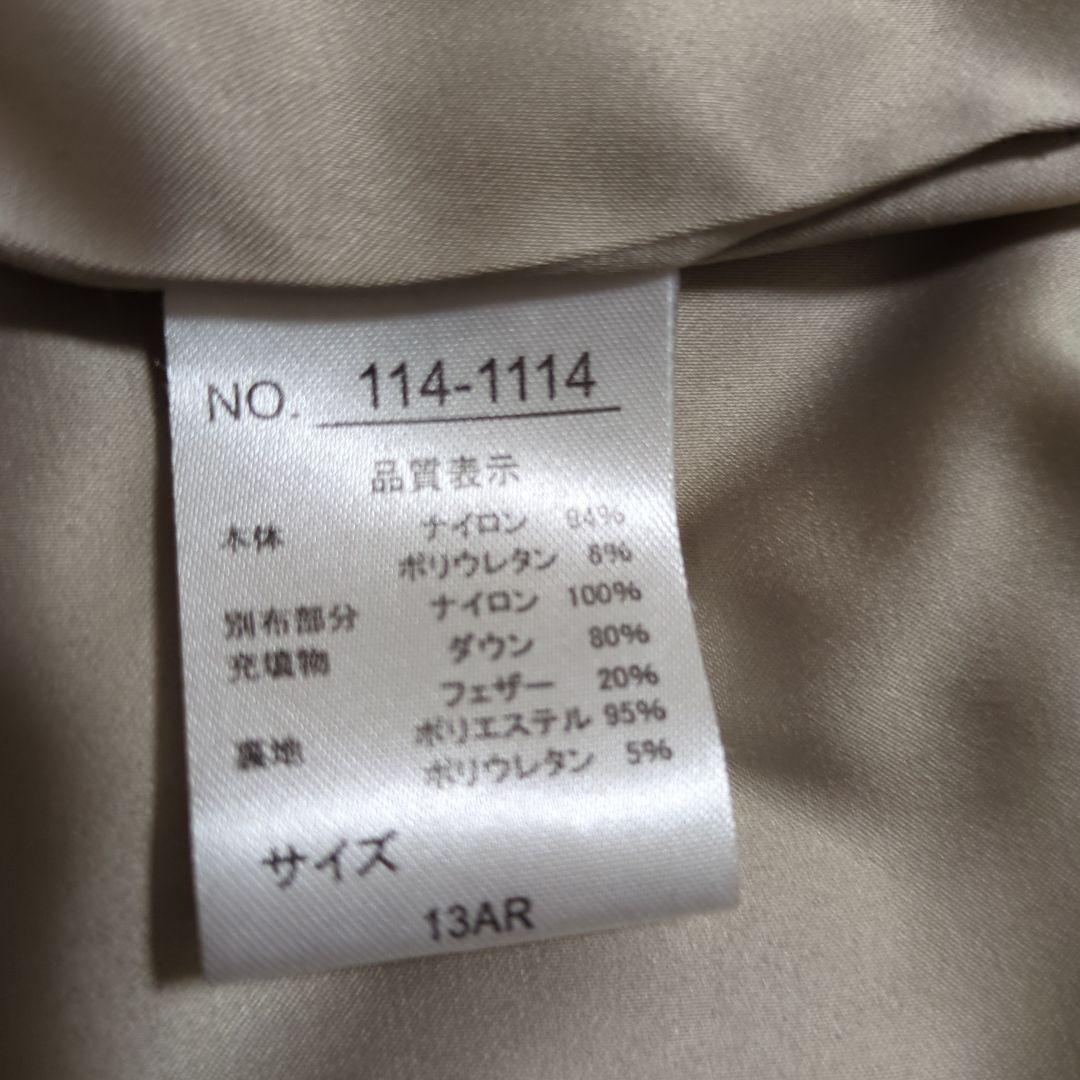 NO. 114-1114
品質表示
本体 ナイロン 94%
ポリウレタン 6%
別布部分 ナイロン 100%
充填物 ダウン 80%
フェザー 20%
裏地 ポリエステル 95%
ポリウレタン 5%
サイズ
13AR